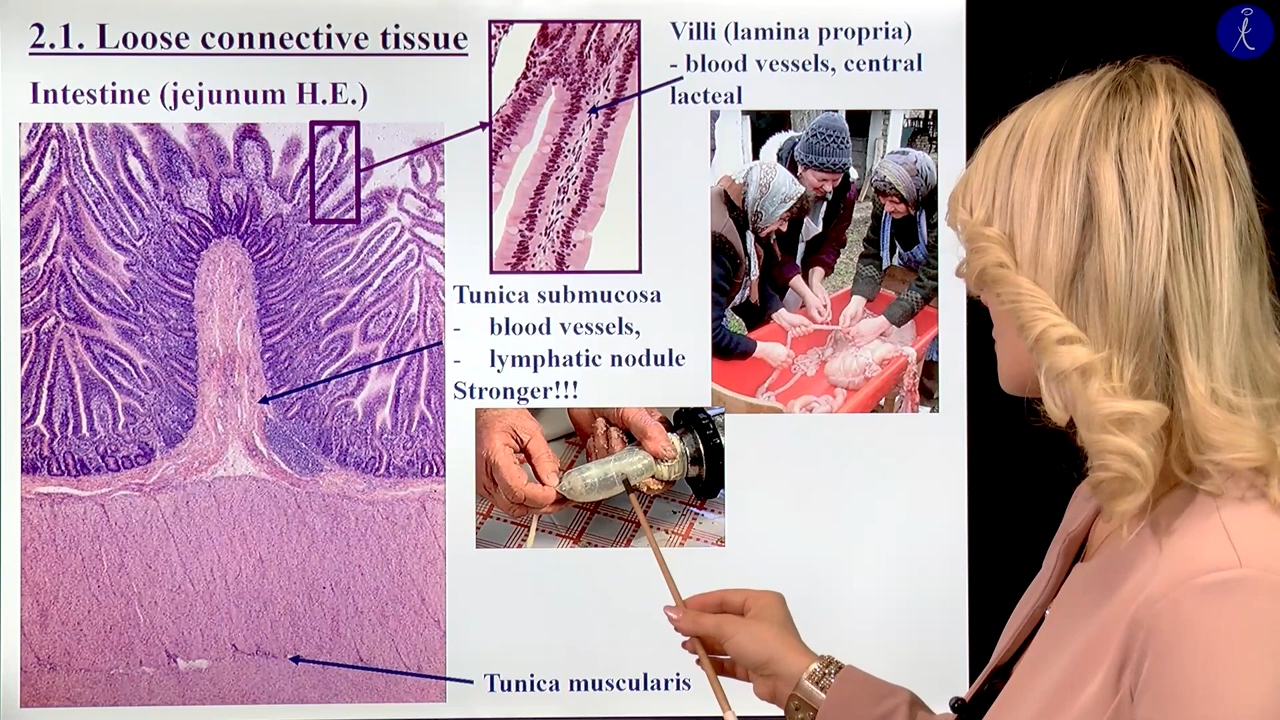 2.1. Loose connective tissue
Intestine (jejunum H.E.)
Villi (lamina propria)
- blood vessels, central
lacteal
Tunica submucosa
- blood vessels,
- lymphatic nodule
Stronger!!!
Tunica muscularis